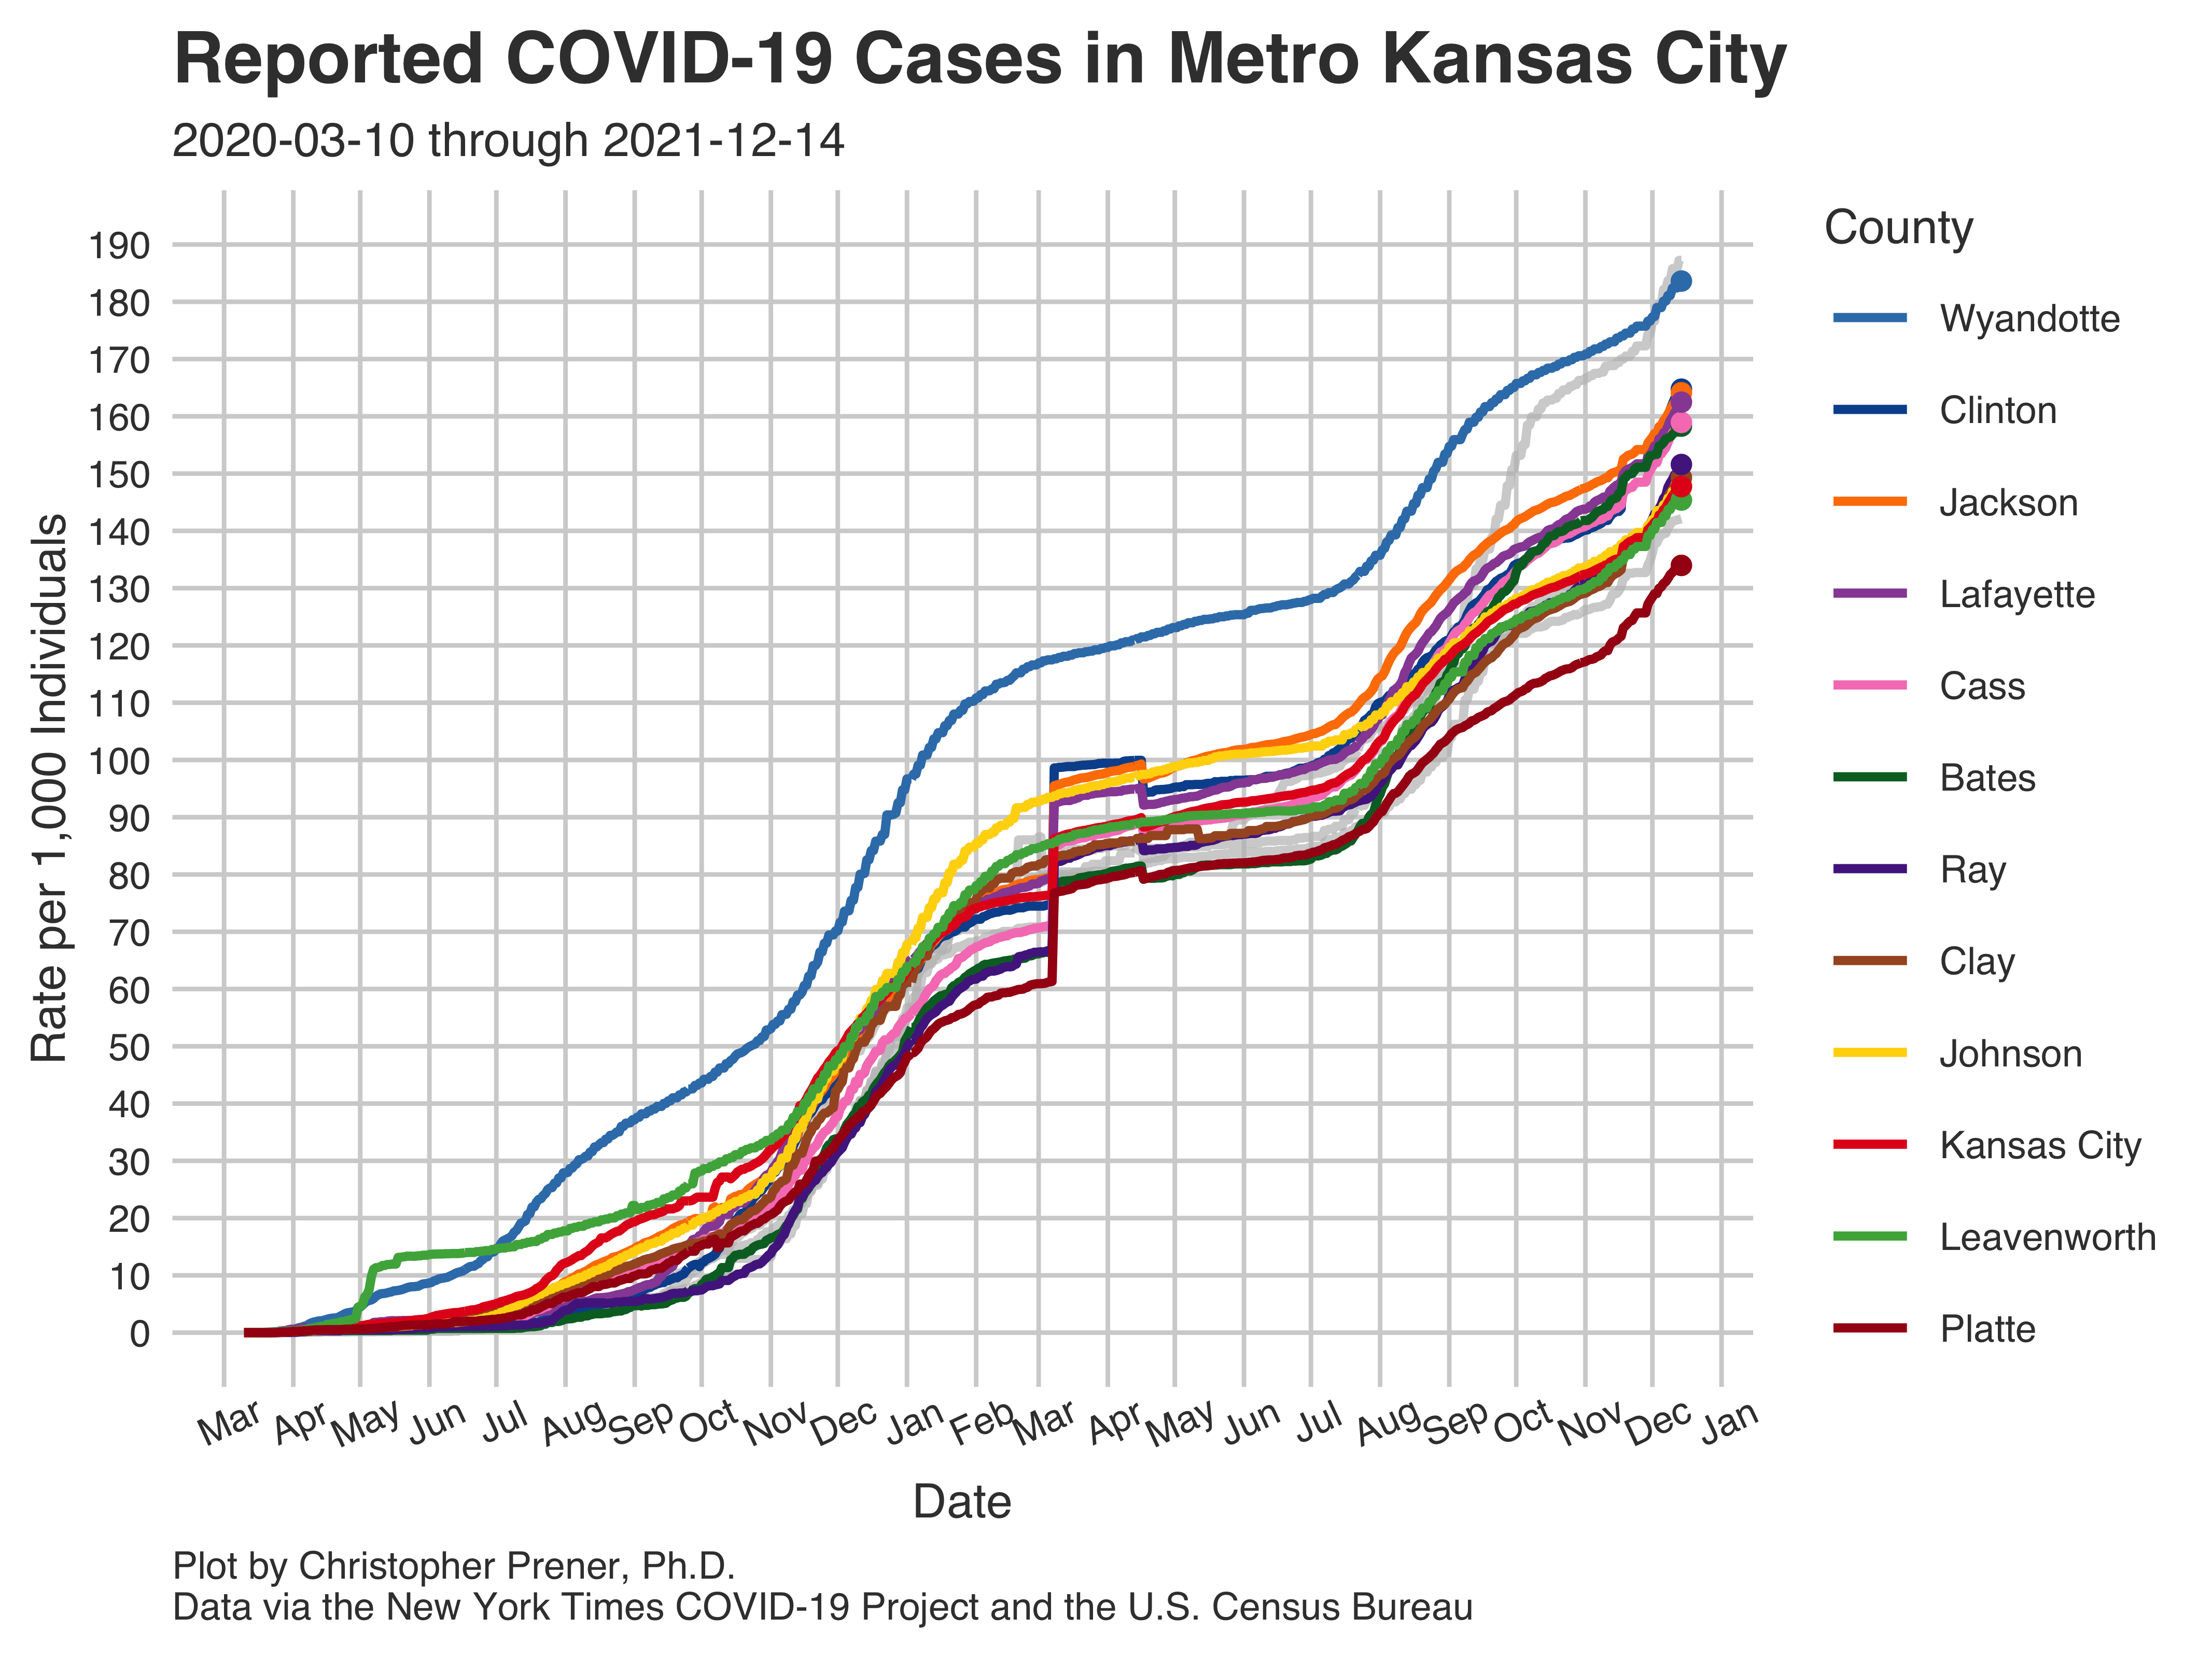 Reported COVID-19 Cases in Metro Kansas City
2020-03-10 through 2021-12-14
Rate per 1,000 Individuals
190
180
170
160
150
140
130
120
110
100
90
80
70
60
50
40
30
20
10
0
Mar Apr May Jun Jul Aug Sep Oct Nov Dec Jan Feb Mar Apr May Jun Jul Aug Sep Oct Nov Dec Jan
Date
County
Wyandotte
Clinton
Jackson
Lafayette
Cass
Bates
Ray
Clay
Johnson
Kansas City
Leavenworth
Platte
Plot by Christopher Prener, Ph.D.
Data via the New York Times COVID-19 Project and the U.S. Census Bureau